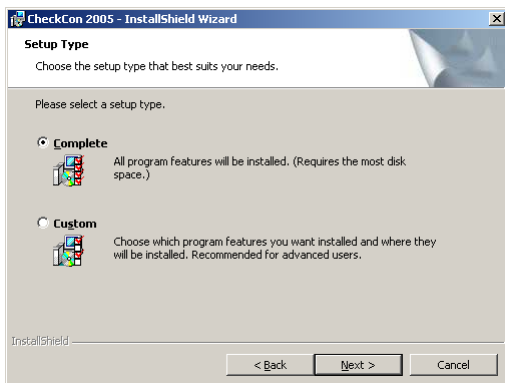 CheckCon 2005 - InstallShield Wizard
Setup Type
Choose the setup type that best suits your needs.
Please select a setup type.
Complete
All program features will be installed. (Requires the most disk
space.)
Custom
Choose which program features you want installed and where they
will be installed. Recommended for advanced users.
InstallShield
< Back
Next >
Cancel